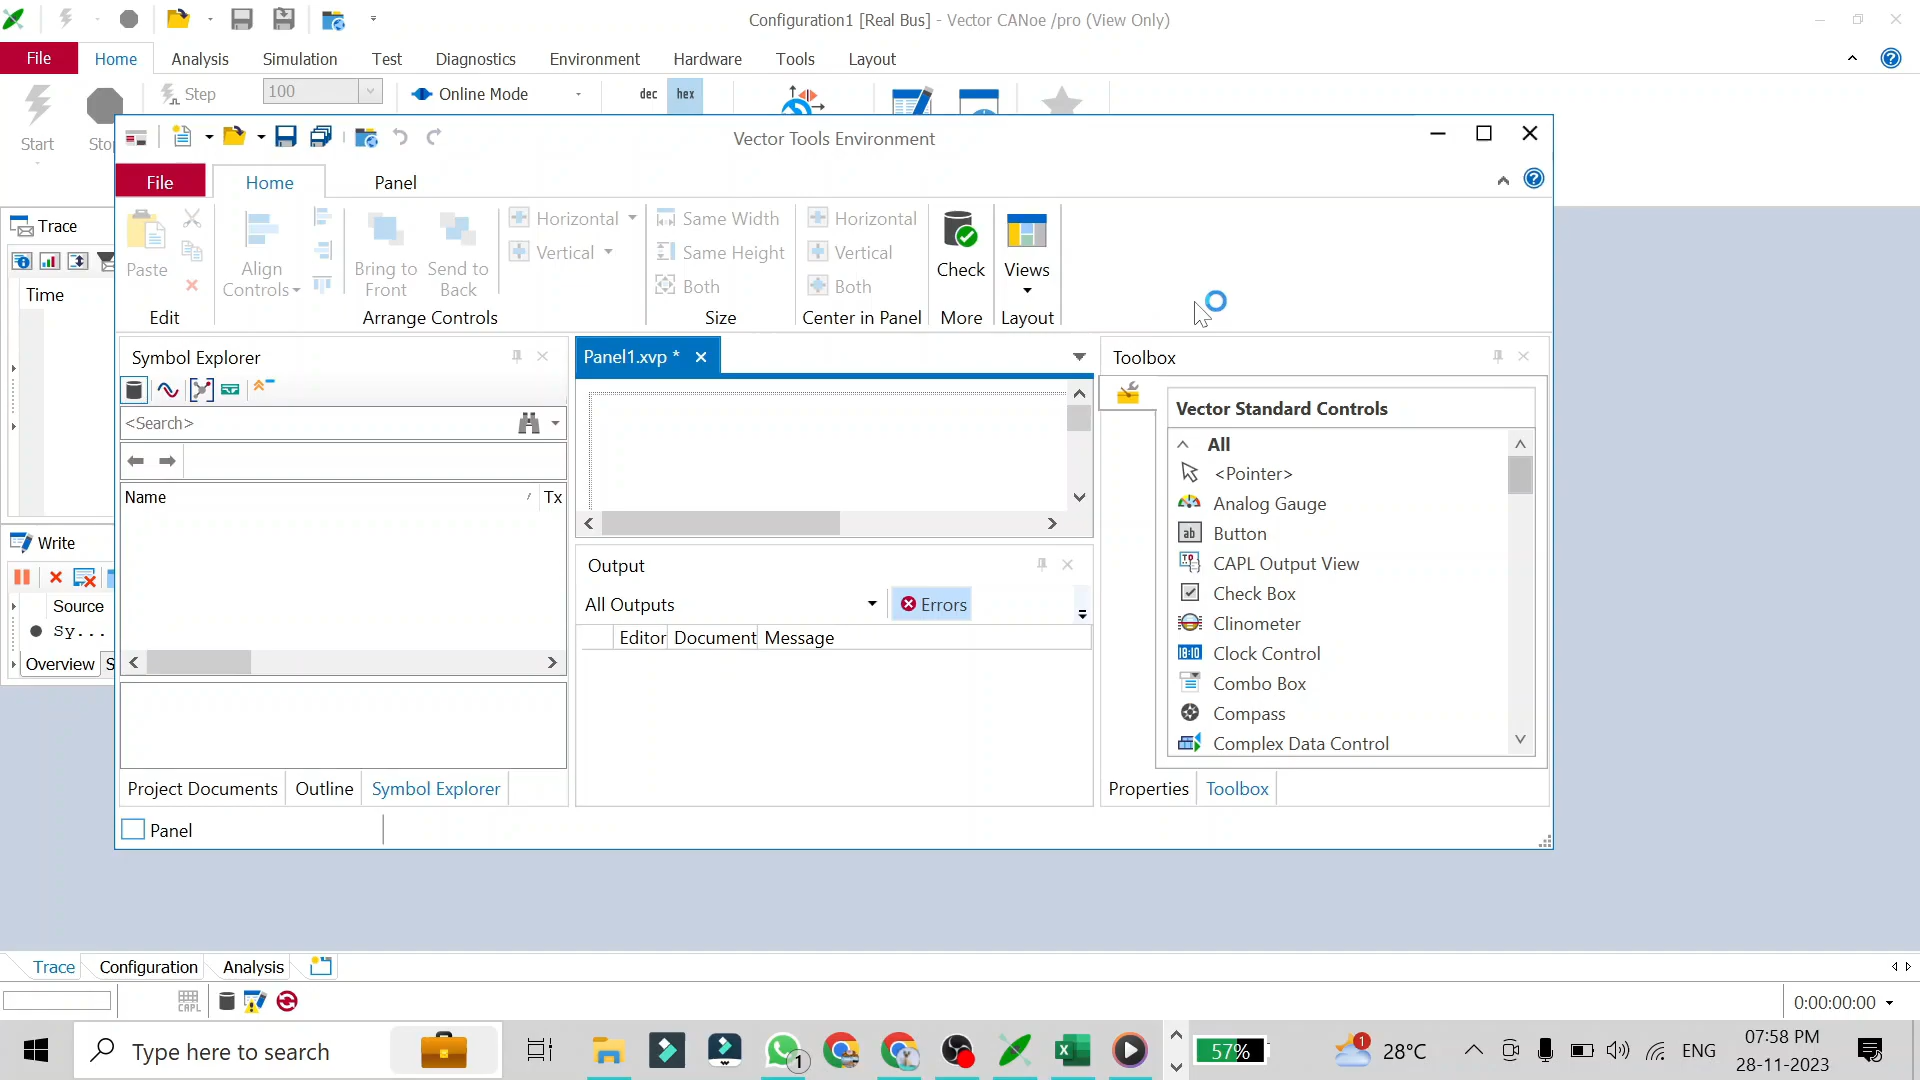 Configuration1 [Real Bus] - Vector CANoe /pro (View Only)
File Home Analysis Simulation Test Diagnostics Environment Hardware Tools Layout
Step 100 Online Mode dec hex
Start
Vector Tools Environment
File Home Panel
Paste
Align Controls
Bring to Front
Send to Back
Horizontal
Vertical
Same Width
Same Height
Both
Horizontal
Vertical
Both
Check
Views
Edit Arrange Controls Size Center in Panel More Layout
Trace
Time
Write
Source
Sy...
Overview
Symbol Explorer
<Search>
Name Tx
Project Documents Outline Symbol Explorer
Panel
Panel1.xvp *
Output
All Outputs Errors
Editor Document Message
Toolbox
Vector Standard Controls
All
<Pointer>
Analog Gauge
Button
CAPL Output View
Check Box
Clinometer
Clock Control
Combo Box
Compass
Complex Data Control
Properties Toolbox
Trace Configuration Analysis
CAPL
0:00:00:00
Type here to search
1
57%
1
28°C
ENG
07:58 PM
28-11-2023